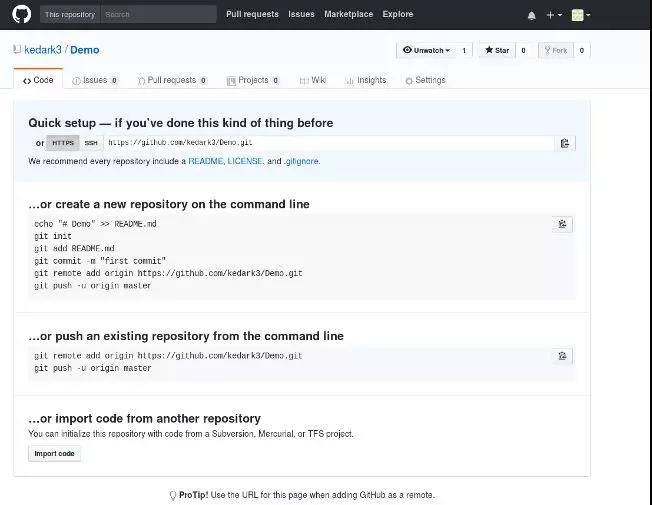 This repository Search Pull requests Issues Marketplace Explore
kedark3 / Demo Unwatch 1 Star 0 Fork 0
Code Issues 0 Pull requests 0 Projects 0 Wiki Insights Settings
Quick setup — if you've done this kind of thing before
or HTTPS SSH https://github.com/kedark3/Demo.git
We recommend every repository include a README, LICENSE, and .gitignore.
…or create a new repository on the command line
echo "# Demo" >> README.md
git init
git add README.md
git commit -m "first commit"
git remote add origin https://github.com/kedark3/Demo.git
git push -u origin master
…or push an existing repository from the command line
git remote add origin https://github.com/kedark3/Demo.git
git push -u origin master
…or import code from another repository
You can initialize this repository with code from a Subversion, Mercurial, or TFS project.
Import code
ProTip! Use the URL for this page when adding GitHub as a remote.